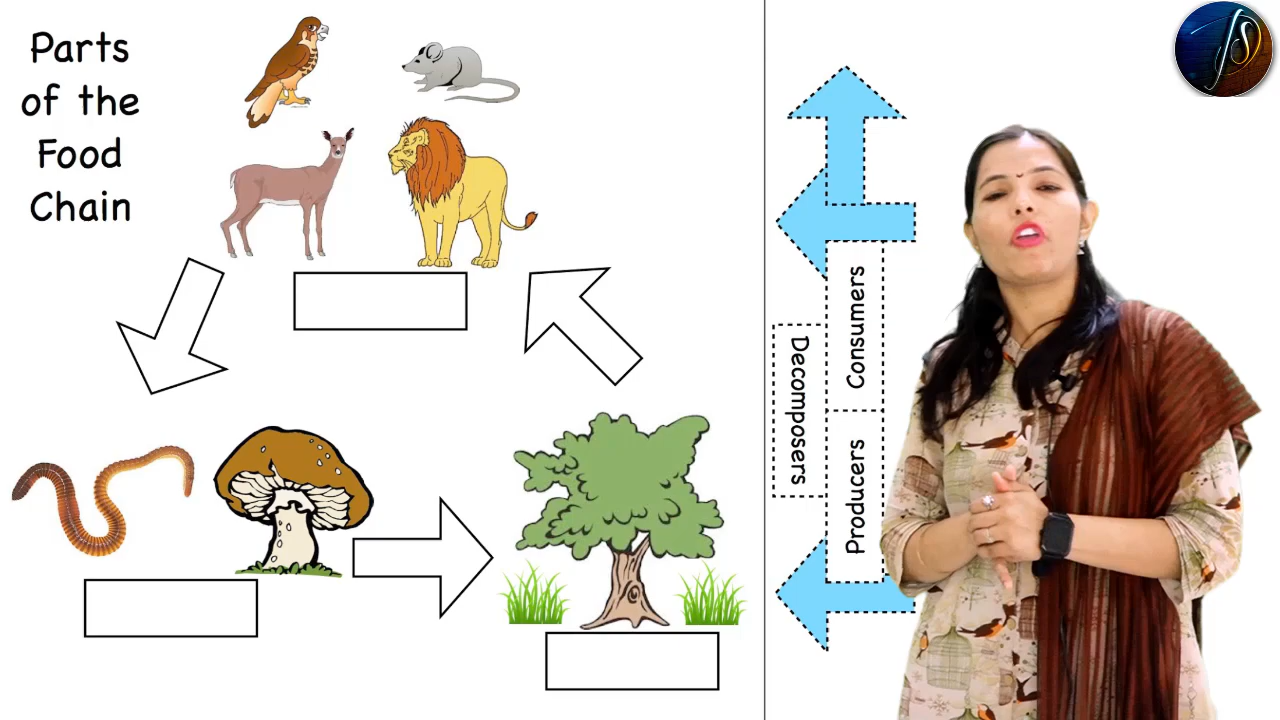 Parts
of the
Food
Chain
Consumers
Decomposers
Producers